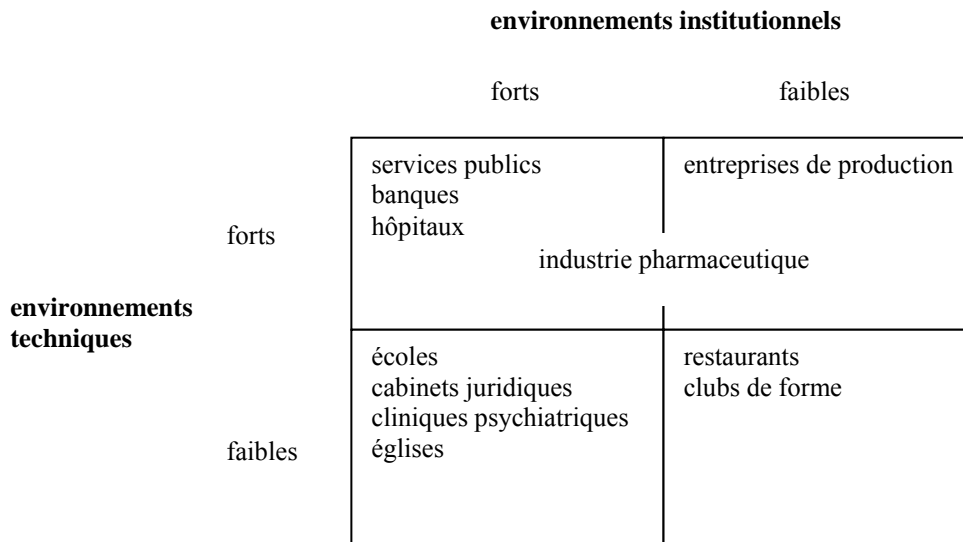 environnements institutionnels
forts faibles
services publics entreprises de production
banques
hôpitaux
forts
industrie pharmaceutique
environnements
techniques
écoles restaurants
cabinets juridiques clubs de forme
cliniques psychiatriques
églises
faibles